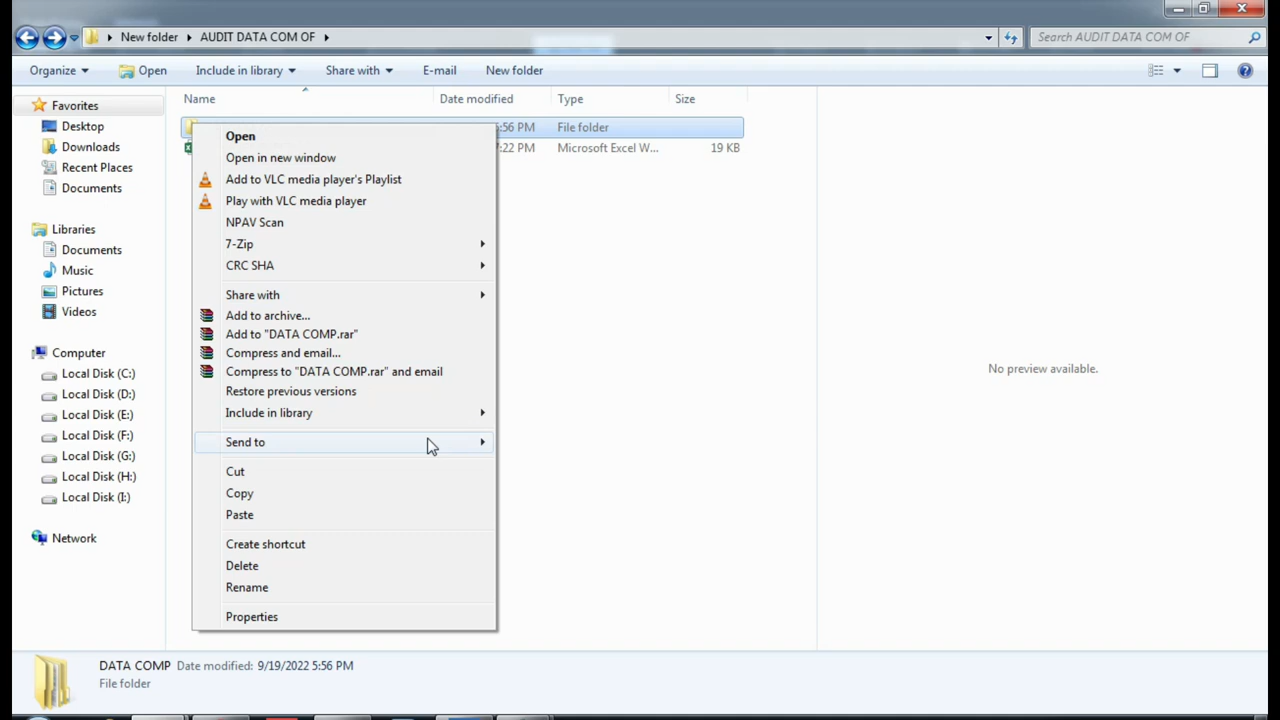 New folder AUDIT DATA COM OF
Search AUDIT DATA COM OF
Organize Open Include in library Share with E-mail New folder
Favorites
Desktop
Downloads
Recent Places
Documents
Libraries
Documents
Music
Pictures
Videos
Computer
Local Disk (C:)
Local Disk (D:)
Local Disk (E:)
Local Disk (F:)
Local Disk (G:)
Local Disk (H:)
Local Disk (I:)
Network
Name Date modified Type Size
5:56 PM File folder
7:22 PM Microsoft Excel W... 19 KB
Open
Open in new window
Add to VLC media player's Playlist
Play with VLC media player
NPAV Scan
7-Zip
CRC SHA
Share with
Add to archive...
Add to "DATA COMP.rar"
Compress and email...
Compress to "DATA COMP.rar" and email
Restore previous versions
Include in library
Send to
Cut
Copy
Paste
Create shortcut
Delete
Rename
Properties
No preview available.
DATA COMP Date modified: 9/19/2022 5:56 PM
File folder